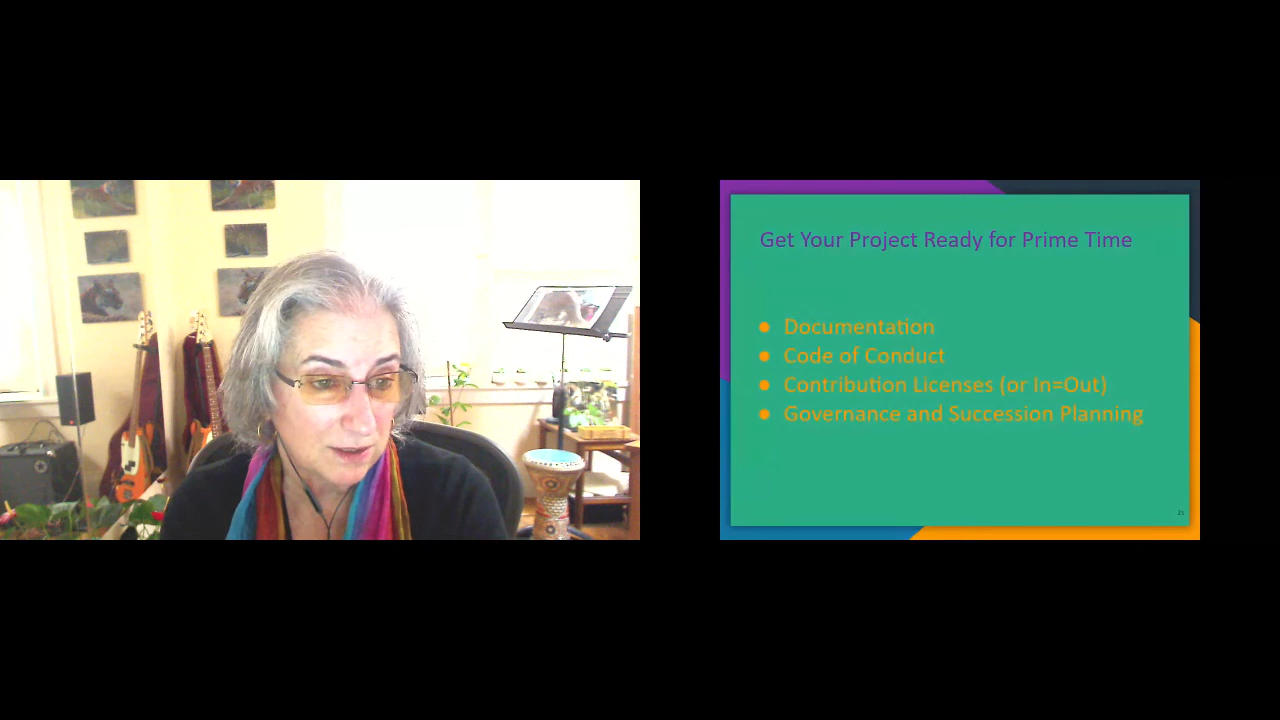 Get Your Project Ready for Prime Time
● Documentation
● Code of Conduct
● Contribution Licenses (or In=Out)
● Governance and Succession Planning
21